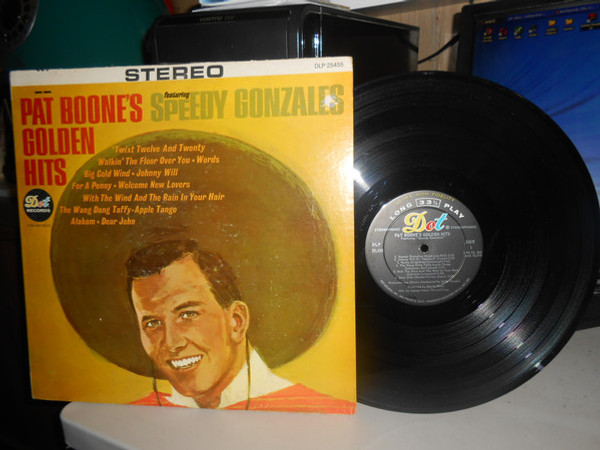 STEREO
DLP 25455
PAT BOONE'S
GOLDEN
HITS
featuring
SPEEDY GONZALES
Twist Twelve And Twenty
Walkin' The Floor Over You • Words
Big Cold Wind • Johnny Will
For A Penny • Welcome New Lovers
With The Wind And The Rain In Your Hair
The Wang Dang Taffy-Apple Tango
Alabam • Dear John
Dot
RECORDS
LONG 33⅓ PLAY
Dot
PAT BOONE'S GOLDEN HITS